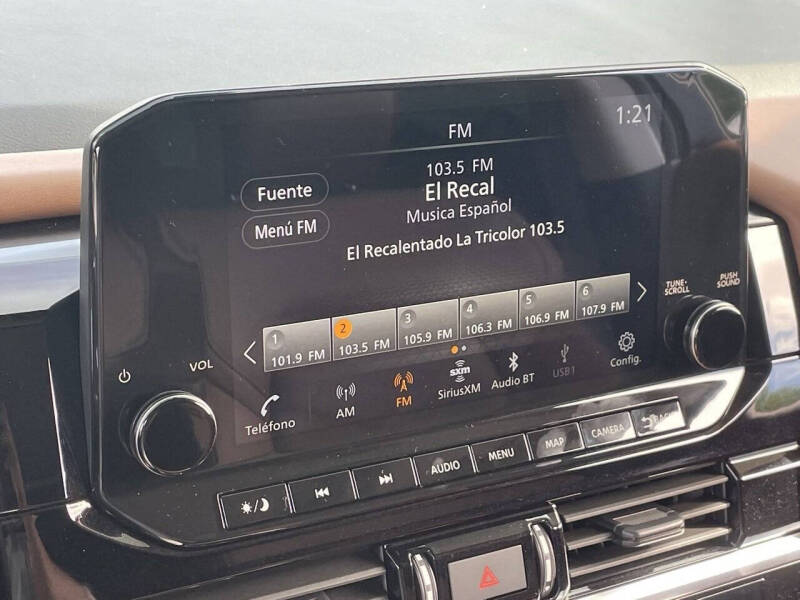 FM
1:21
103.5 FM
El Recal
Musica Español
El Recalentado La Tricolor 103.5
Fuente
Menú FM
1 2 3 4 5 6
101.9 FM 103.5 FM 105.9 FM 106.3 FM 106.9 FM 107.9 FM
TUNE-
SCROLL
PUSH
SOUND
VOL
Teléfono AM FM SiriusXM Audio BT USB1 Config.
A
sxm
AUDIO MENU MAP CAMERA